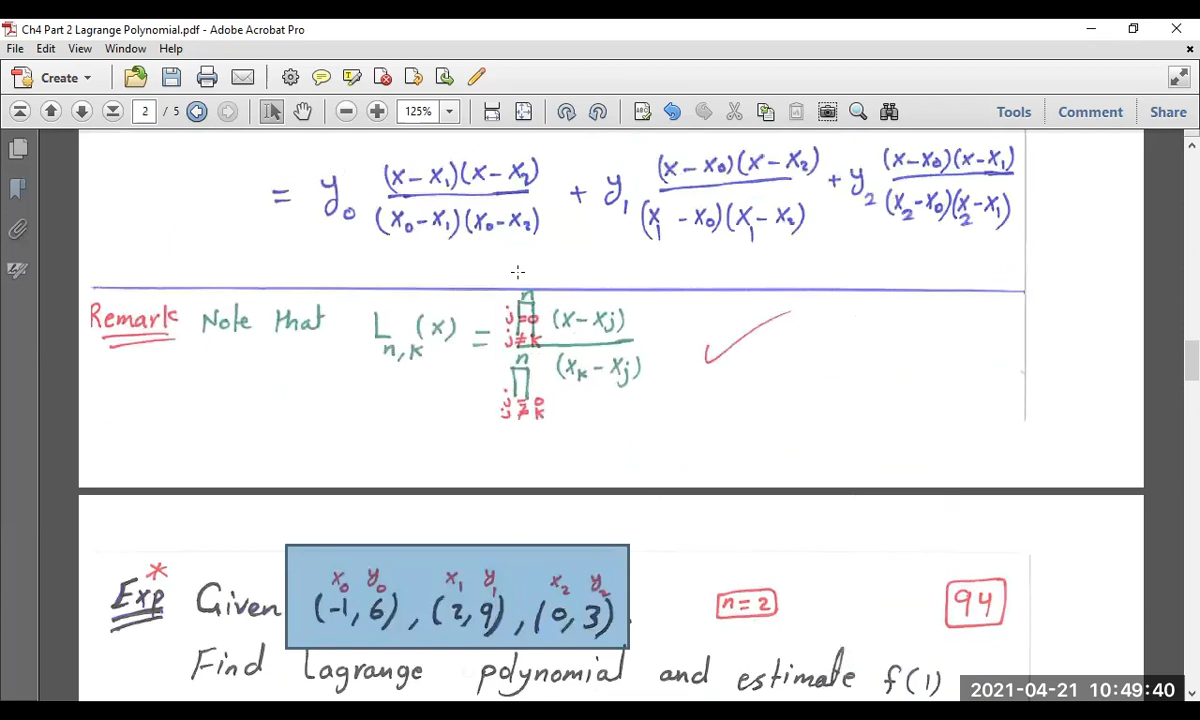 Ch4 Part 2 Lagrange Polynomial.pdf - Adobe Acrobat Pro
File Edit View Window Help
Create
2 / 5 125% Tools Comment Share
= y₀ (x-x₁)(x-x₂) / (x₀-x₁)(x₀-x₂) + y₁ (x-x₀)(x-x₂) / (x₁-x₀)(x₁-x₂) + y₂ (x-x₀)(x-x₁) / (x₂-x₀)(x₂-x₁)
Remark Note that L_{n,k}(x) = ∏_{j=0, j≠k}^{n} (x-xj) / ∏_{j=0, j≠k}^{n} (x_k-xj) ✓
x₀ y₀ x₁ y₁ x₂ y₂
Exp* Given (-1, 6), (2, 9), (0, 3). n=2 94
Find Lagrange polynomial and estimate f(1)
2021-04-21 10:49:40